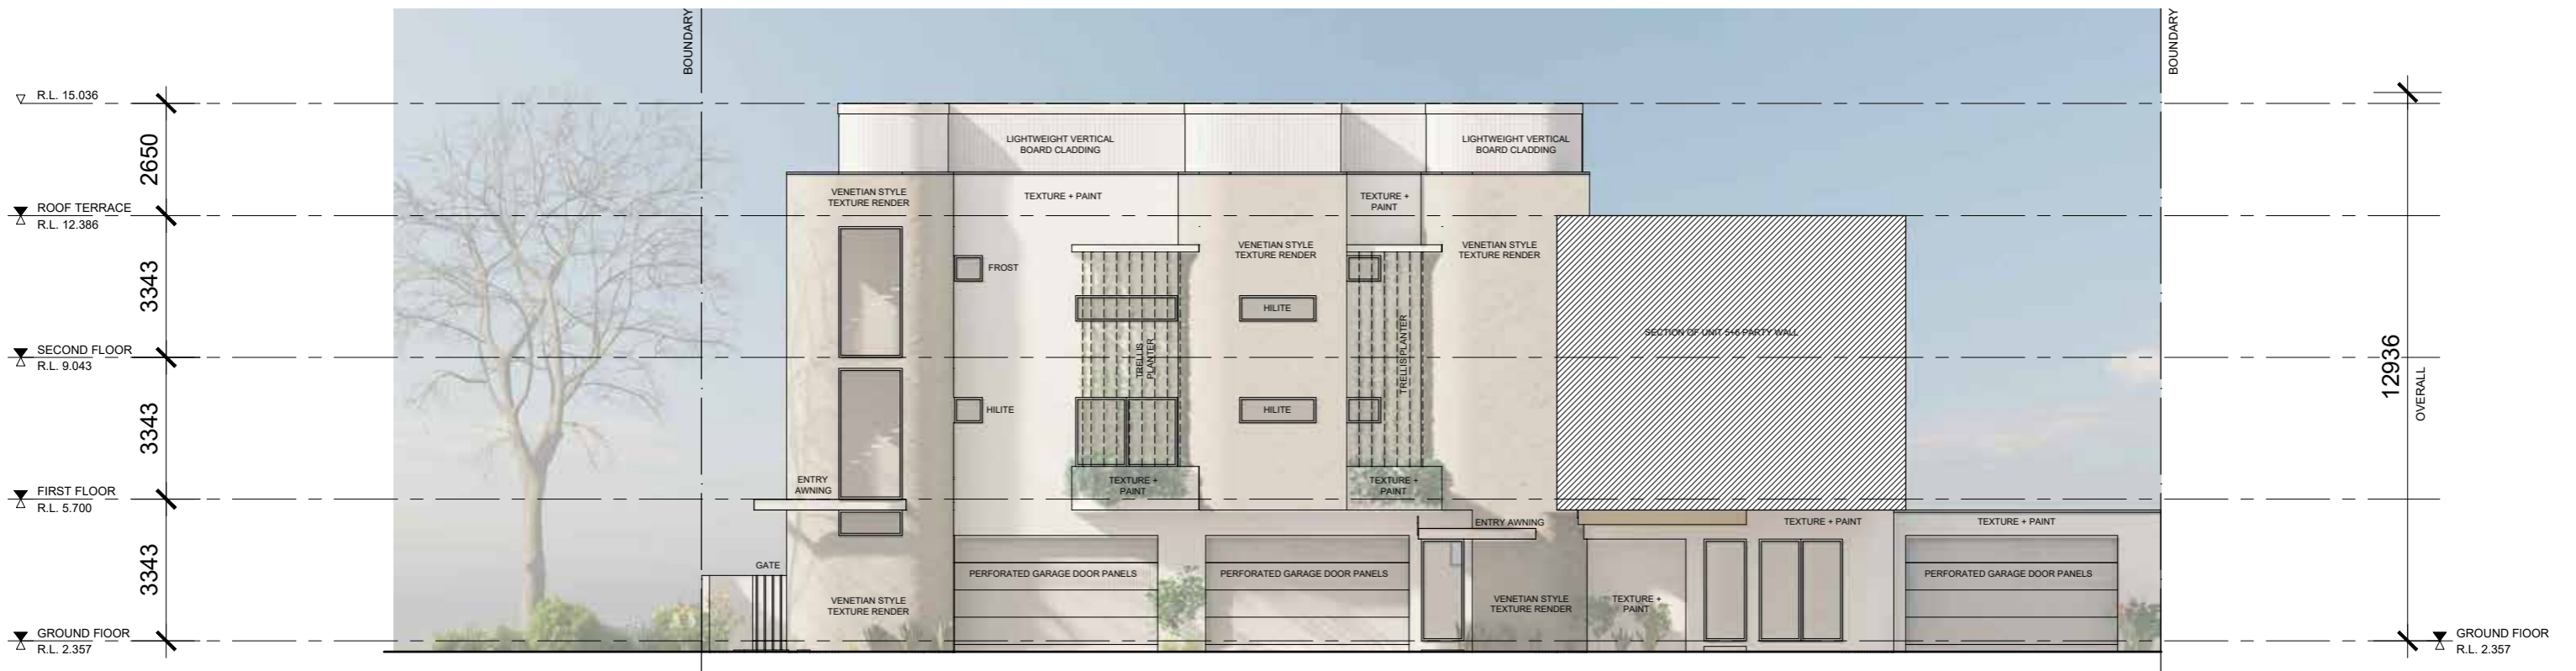 BOUNDARY
BOUNDARY
R.L. 15.036
2650
LIGHTWEIGHT VERTICAL
BOARD CLADDING
LIGHTWEIGHT VERTICAL
BOARD CLADDING
ROOF TERRACE
R.L. 12.386
VENETIAN STYLE
TEXTURE RENDER
TEXTURE + PAINT
TEXTURE +
PAINT
3343
FROST
VENETIAN STYLE
TEXTURE RENDER
VENETIAN STYLE
TEXTURE RENDER
HILITE
SECTION OF UNIT 5+6 PARTY WALL
SECOND FLOOR
R.L. 9.043
TRELLIS
PLANTER
TRELLIS PLANTER
12936
OVERALL
3343
HILITE
HILITE
ENTRY
AWNING
TEXTURE +
PAINT
TEXTURE +
PAINT
FIRST FLOOR
R.L. 5.700
ENTRY AWNING
TEXTURE + PAINT
TEXTURE + PAINT
3343
GATE
PERFORATED GARAGE DOOR PANELS
PERFORATED GARAGE DOOR PANELS
PERFORATED GARAGE DOOR PANELS
VENETIAN STYLE
TEXTURE RENDER
VENETIAN STYLE
TEXTURE RENDER
TEXTURE +
PAINT
GROUND FlOOR
R.L. 2.357
GROUND FlOOR
R.L. 2.357